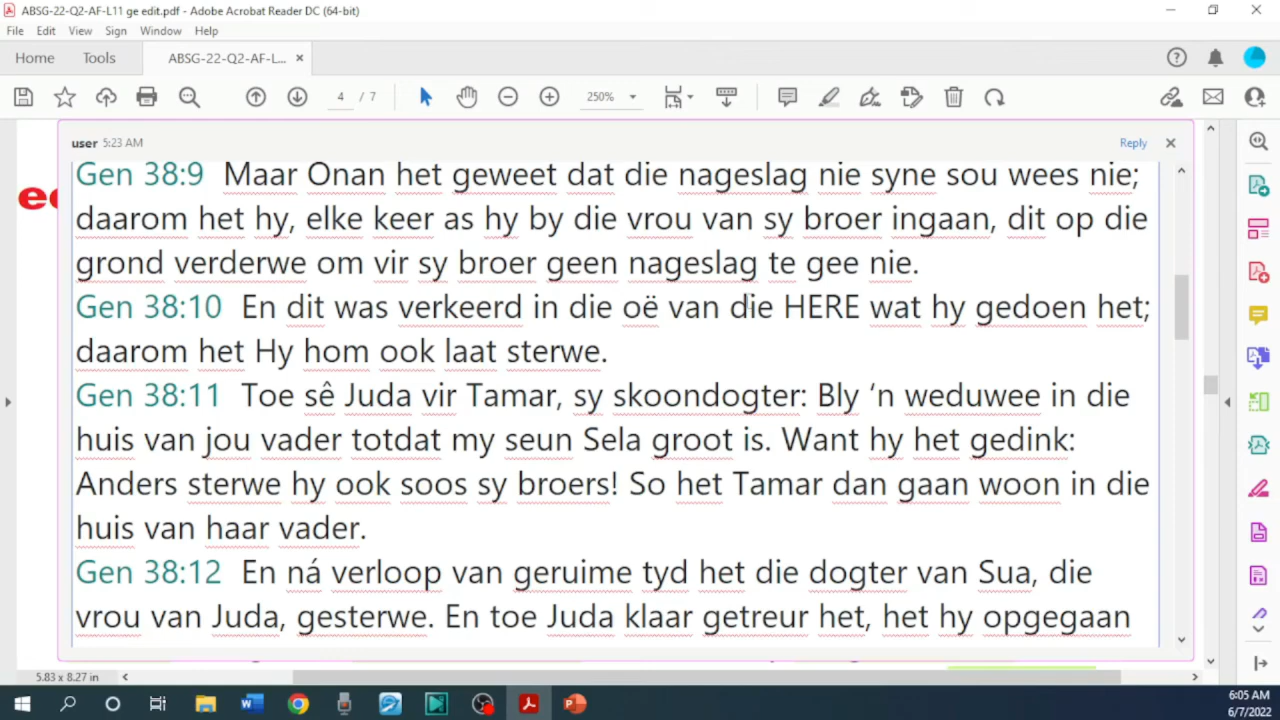 ABSG-22-Q2-AF-L11 ge edit.pdf - Adobe Acrobat Reader DC (64-bit)
File Edit View Sign Window Help
Home Tools ABSG-22-Q2-AF-L... ×
4 / 7 250%
user 5:23 AM Reply
Gen 38:9 Maar Onan het geweet dat die nageslag nie syne sou wees nie;
daarom het hy, elke keer as hy by die vrou van sy broer ingaan, dit op die
grond verderwe om vir sy broer geen nageslag te gee nie.
Gen 38:10 En dit was verkeerd in die oë van die HERE wat hy gedoen het;
daarom het Hy hom ook laat sterwe.
Gen 38:11 Toe sê Juda vir Tamar, sy skoondogter: Bly ‘n weduwee in die
huis van jou vader totdat my seun Sela groot is. Want hy het gedink:
Anders sterwe hy ook soos sy broers! So het Tamar dan gaan woon in die
huis van haar vader.
Gen 38:12 En ná verloop van geruime tyd het die dogter van Sua, die
vrou van Juda, gesterwe. En toe Juda klaar getreur het, het hy opgegaan
5.83 x 8.27 in
6:05 AM
6/7/2022